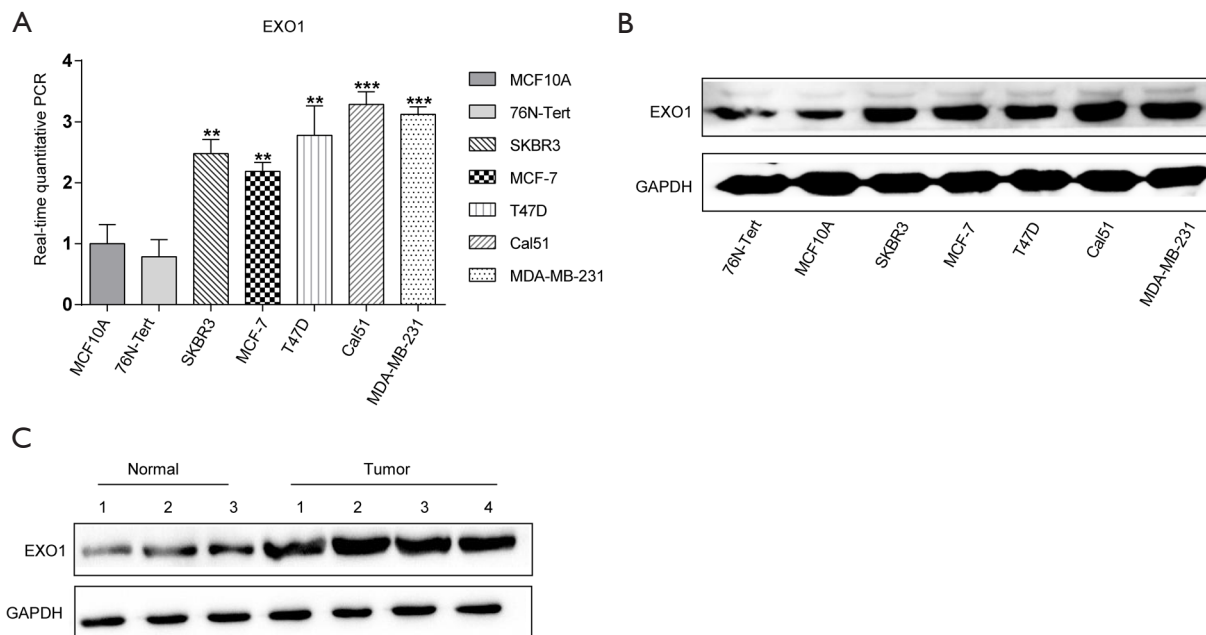 A
EXO1
Real-time quantitative PCR
4
3
2
1
0
** ** ** *** ***
MCF10A
76N-Tert
SKBR3
MCF-7
T47D
Cal51
MDA-MB-231
MCF10A
76N-Tert
SKBR3
MCF-7
T47D
Cal51
MDA-MB-231
B
EXO1
GAPDH
76N-Tert
MCF10A
SKBR3
MCF-7
T47D
Cal51
MDA-MB-231
C
Normal Tumor
1 2 3 1 2 3 4
EXO1
GAPDH